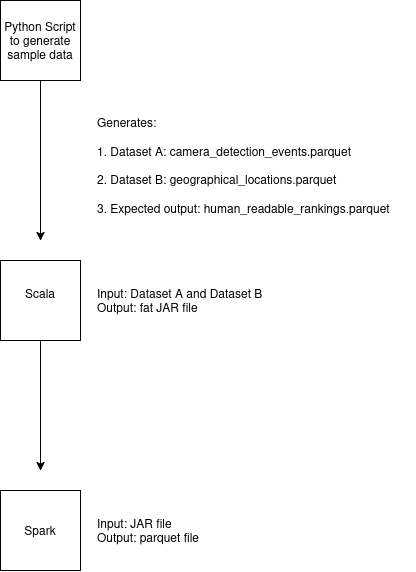 Python Script
to generate
sample data
Generates:
1. Dataset A: camera_detection_events.parquet
2. Dataset B: geographical_locations.parquet
3. Expected output: human_readable_rankings.parquet
Scala
Input: Dataset A and Dataset B
Output: fat JAR file
Spark
Input: JAR file
Output: parquet file